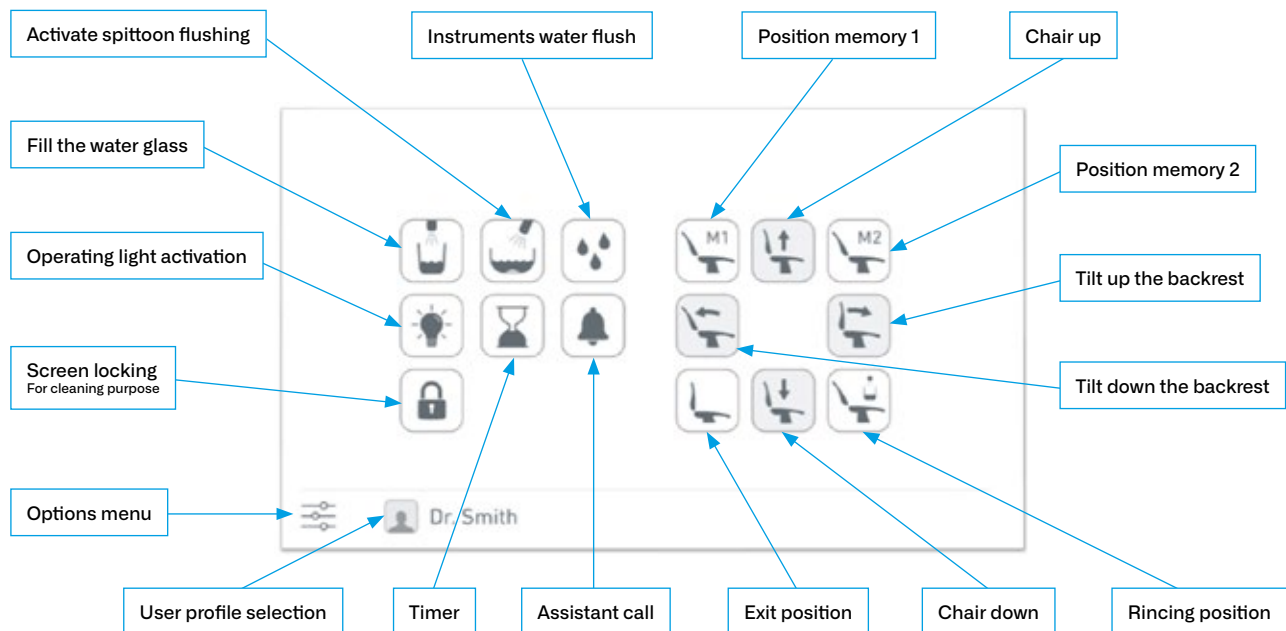 Activate spittoon flushing
Instruments water flush
Position memory 1
Chair up
Fill the water glass
Position memory 2
M1
M2
Operating light activation
Tilt up the backrest
Screen locking
For cleaning purpose
Tilt down the backrest
Options menu
Dr. Smith
User profile selection
Timer
Assistant call
Exit position
Chair down
Rincing position